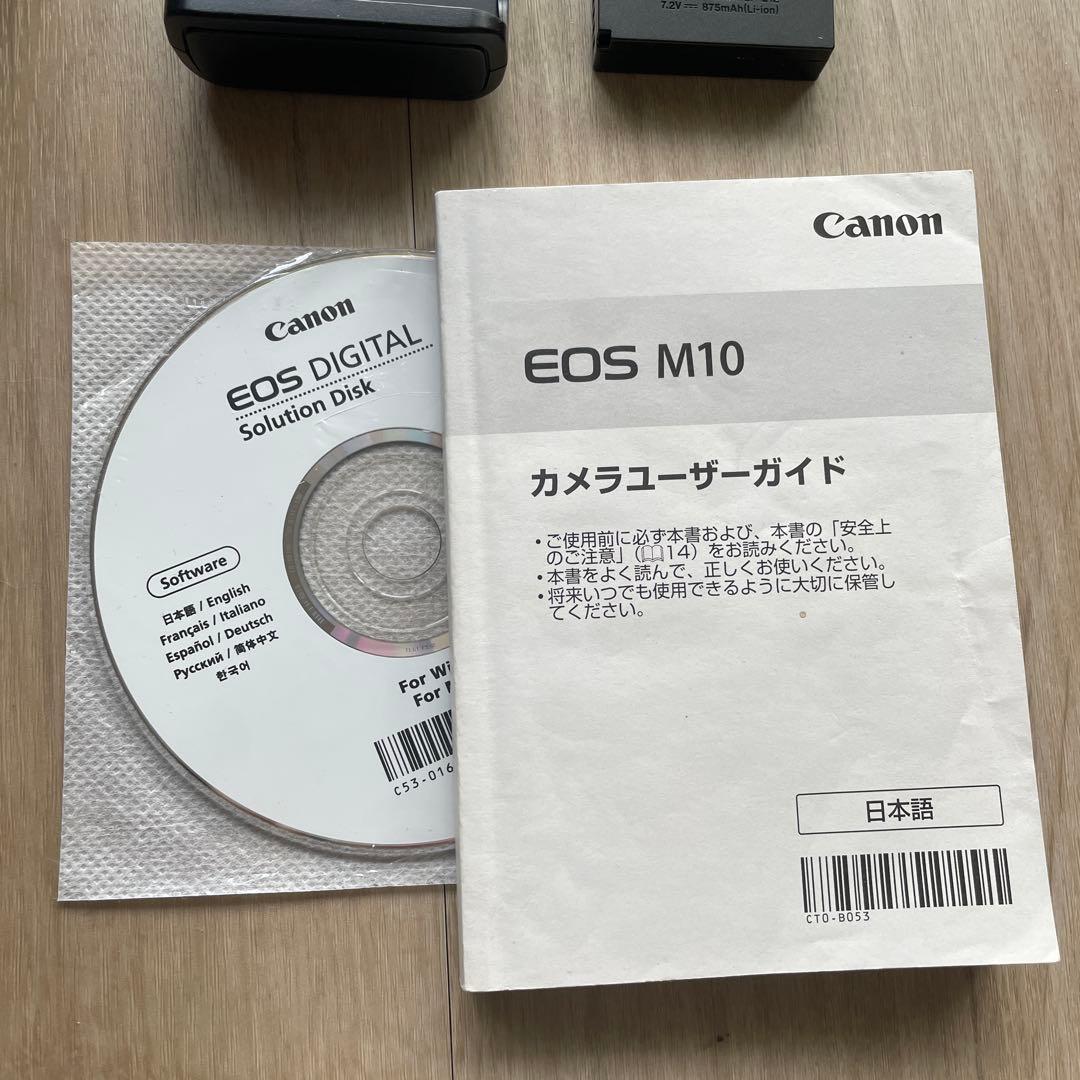 7.2V⎓ 875mAh(Li-ion)
Canon
EOS DIGITAL
Solution Disk
Software
日本語 / English
Français / Italiano
Español / Deutsch
Русский / 简体中文
한국어
For
For
C53-016
Canon
EOS M10
カメラユーザーガイド
・ご使用前に必ず本書および、本書の「安全上
のご注意」(📖14)をお読みください。
・本書をよく読んで、正しくお使いください。
・将来いつでも使用できるように大切に保管し
てください。
日本語
CT0-B053